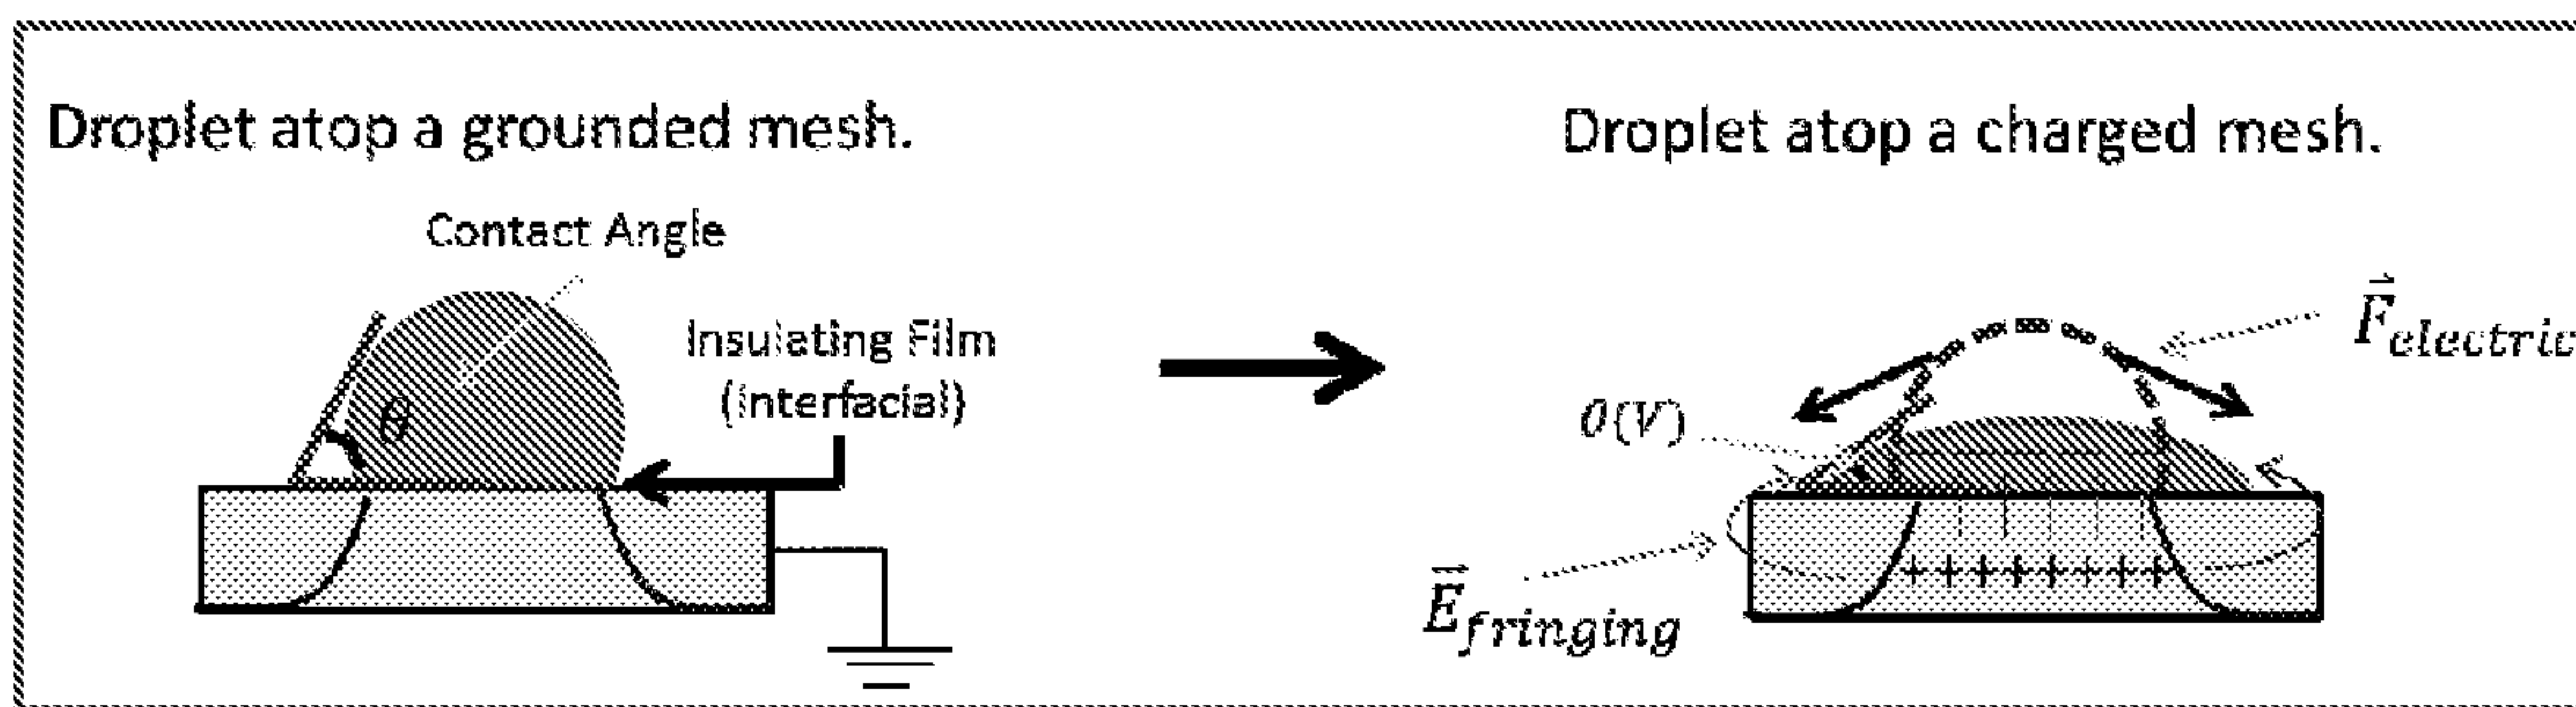 Droplet atop a grounded mesh.
Droplet atop a charged mesh.
Contact Angle
Insulating Film
(interfacial)
θ
θ(V)
F⃗electric
E⃗fringing
+ + + + + + + +